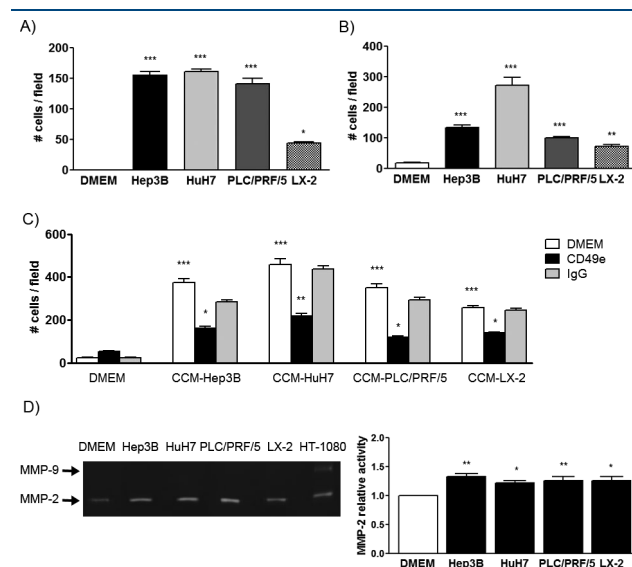 A)
# cells / field
200
150
100
50
0
***
***
***
*
DMEM Hep3B HuH7 PLC/PRF/5 LX-2
B)
# cells / field
400
300
200
100
0
***
***
***
**
DMEM Hep3B HuH7 PLC/PRF/5 LX-2
C)
# cells / field
600
400
200
0
***
*
***
**
***
*
***
*
DMEM CCM-Hep3B CCM-HuH7 CCM-PLC/PRF/5 CCM-LX-2
DMEM
CD49e
IgG
D)
DMEM Hep3B HuH7 PLC/PRF/5 LX-2 HT-1080
MMP-9
MMP-2
MMP-2 relative activity
2.0
1.5
1.0
0.5
0.0
**
*
**
*
DMEM Hep3B HuH7 PLC/PRF/5 LX-2